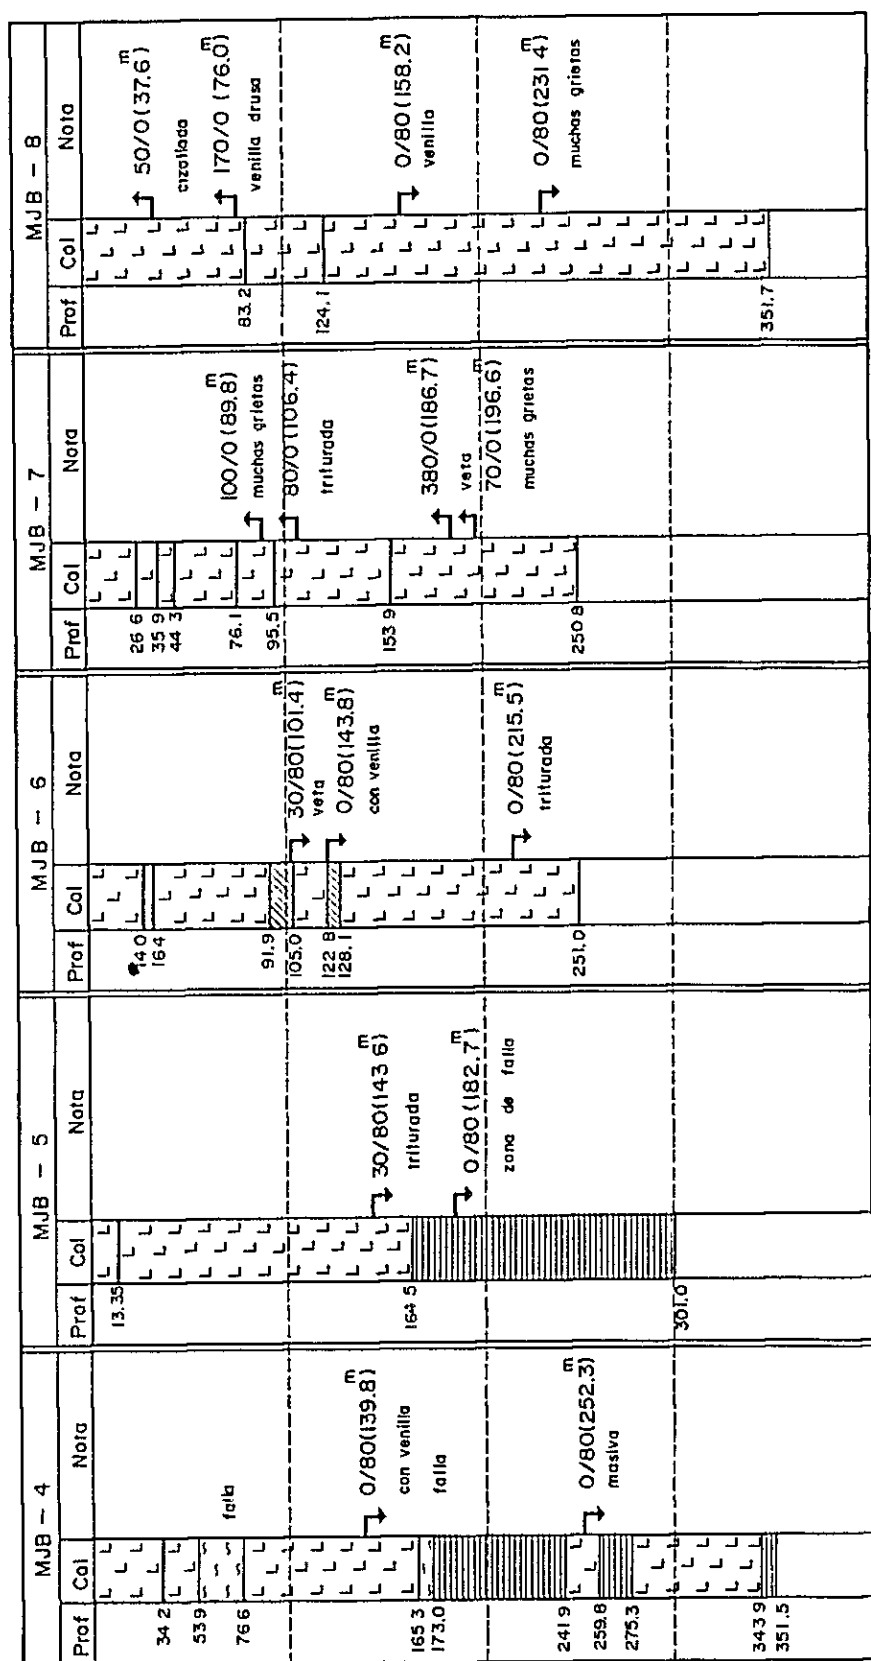 MJB - 4
Prof Col Nota
34.2
53.9
falla
76.6
0/80(139.8) m
con venilla
falla
165.3
173.0
241.9
0/80(252.3) m
masiva
259.8
275.3
343.9
351.5
MJB - 5
Prof Col Nota
13.35
30/80(143 6) m
triturada
164.5
0/80(182.7) m
zona de falla
301.0
MJB - 6
Prof Col Nota
14 0
16 4
91.9
30/80(101.4) m
veta
105.0
0/80(143.8) m
con venilla
122 8
128.1
0/80(215.5) m
triturada
251.0
MJB - 7
Prof Col Nota
26 6
35 9
44 3
76.1
100/0(89.8) m
muchas grietas
95.5
80/0(106.4) m
triturada
153 9
380/0(186.7) m
veta
70/0(196.6) m
muchas grietas
250.8
MJB - 8
Prof Col Nota
50/0(37.6) m
cizallada
170/0 (76.0) m
venilla drusa
83.2
124.1
0/80(158.2) m
venilla
0/80(231 4) m
muchas grietas
351.7